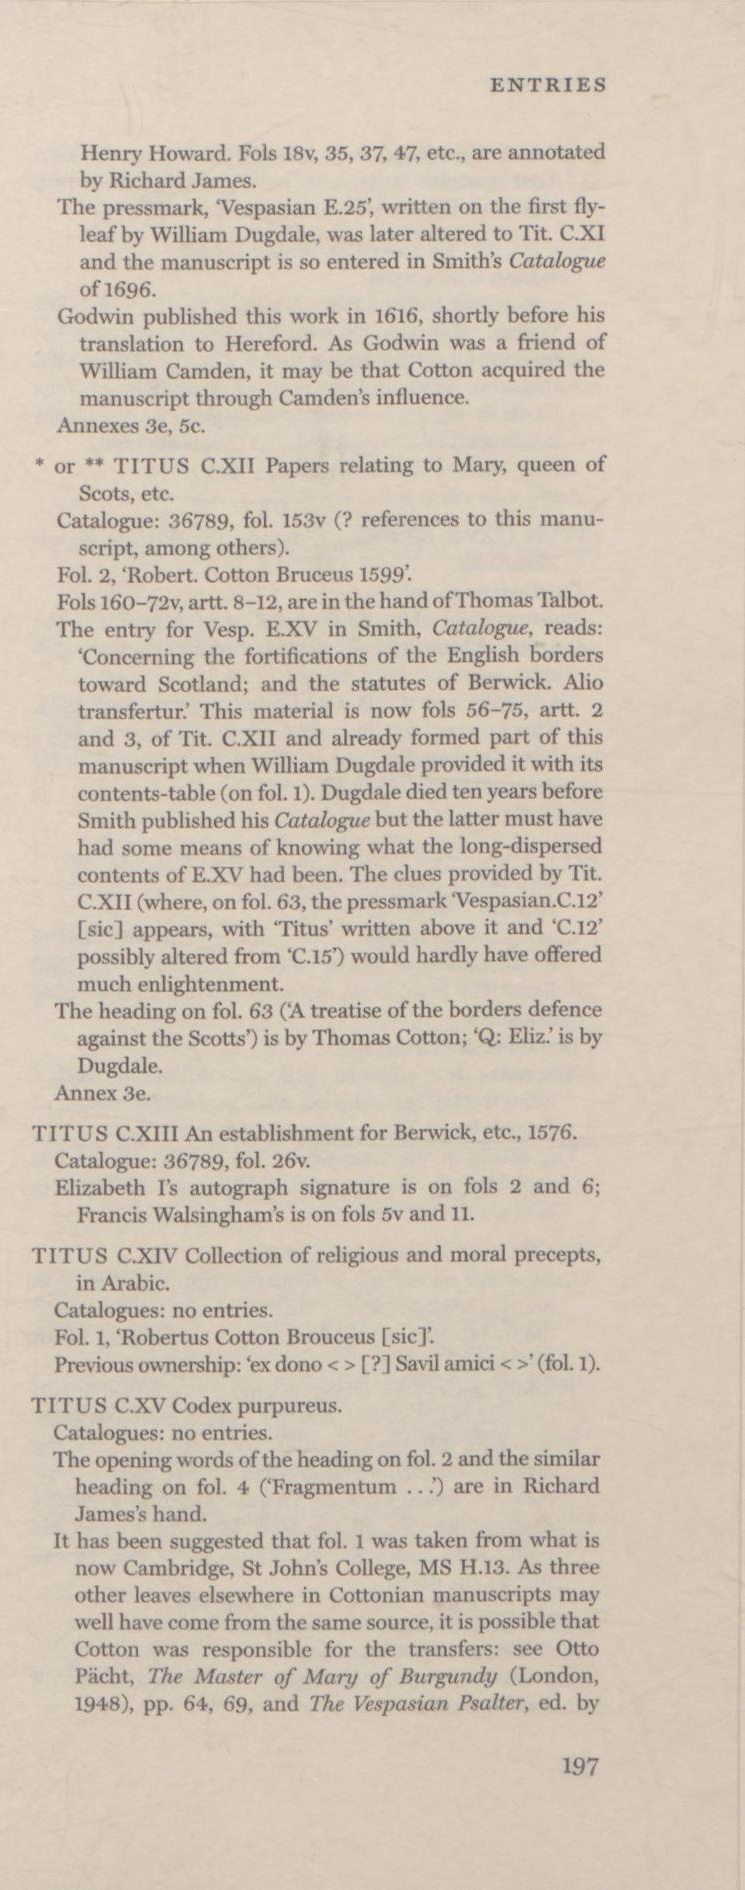 ENTRIES
Henry Howard. Fols 18v, 35, 37, 47, etc., are annotated
by Richard James.
The pressmark, ‘Vespasian E.25’, written on the first fly-
leaf by William Dugdale, was later altered to Tit. C.XI
and the manuscript is so entered in Smith’s Catalogue
of 1696.
Godwin published this work in 1616, shortly before his
translation to Hereford. As Godwin was a friend of
William Camden, it may be that Cotton acquired the
manuscript through Camden’s influence.
Annexes 3e, 5c.
* or ** TITUS C.XII Papers relating to Mary, queen of
Scots, etc.
Catalogue: 36789, fol. 153v (? references to this manu-
script, among others).
Fol. 2, ‘Robert. Cotton Bruceus 1599’.
Fols 160–72v, artt. 8–12, are in the hand of Thomas Talbot.
The entry for Vesp. E.XV in Smith, Catalogue, reads:
‘Concerning the fortifications of the English borders
toward Scotland; and the statutes of Berwick. Alio
transfertur.’ This material is now fols 56–75, artt. 2
and 3, of Tit. C.XII and already formed part of this
manuscript when William Dugdale provided it with its
contents-table (on fol. 1). Dugdale died ten years before
Smith published his Catalogue but the latter must have
had some means of knowing what the long-dispersed
contents of E.XV had been. The clues provided by Tit.
C.XII (where, on fol. 63, the pressmark ‘Vespasian.C.12’
[sic] appears, with ‘Titus’ written above it and ‘C.12’
possibly altered from ‘C.15’) would hardly have offered
much enlightenment.
The heading on fol. 63 (‘A treatise of the borders defence
against the Scotts’) is by Thomas Cotton; ‘Q: Eliz.’ is by
Dugdale.
Annex 3e.
TITUS C.XIII An establishment for Berwick, etc., 1576.
Catalogue: 36789, fol. 26v.
Elizabeth I’s autograph signature is on fols 2 and 6;
Francis Walsingham’s is on fols 5v and 11.
TITUS C.XIV Collection of religious and moral precepts,
in Arabic.
Catalogues: no entries.
Fol. 1, ‘Robertus Cotton Brouceus [sic]’.
Previous ownership: ‘ex dono < > [?] Savil amici < >’ (fol. 1).
TITUS C.XV Codex purpureus.
Catalogues: no entries.
The opening words of the heading on fol. 2 and the similar
heading on fol. 4 (‘Fragmentum . . .’) are in Richard
James’s hand.
It has been suggested that fol. 1 was taken from what is
now Cambridge, St John’s College, MS H.13. As three
other leaves elsewhere in Cottonian manuscripts may
well have come from the same source, it is possible that
Cotton was responsible for the transfers: see Otto
Pächt, The Master of Mary of Burgundy (London,
1948), pp. 64, 69, and The Vespasian Psalter, ed. by
197